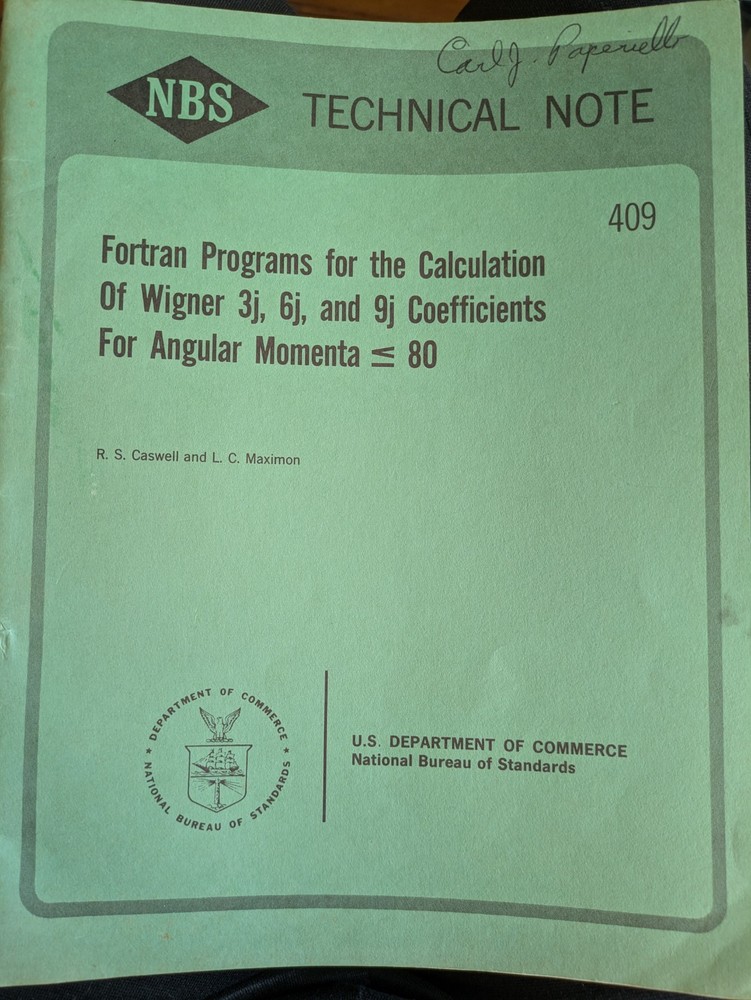 Carl J. Paperiello
NBS
TECHNICAL NOTE
409
Fortran Programs for the Calculation
Of Wigner 3j, 6j, and 9j Coefficients
For Angular Momenta ≤ 80
R. S. Caswell and L. C. Maximon
DEPARTMENT OF COMMERCE
* NATIONAL BUREAU OF STANDARDS *
U.S. DEPARTMENT OF COMMERCE
National Bureau of Standards